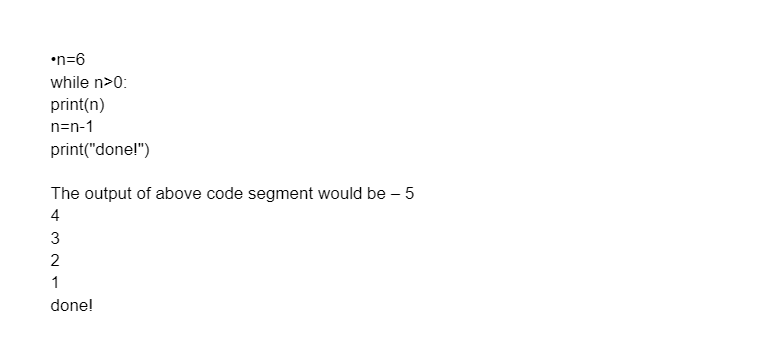 •n=6
while n>0:
print(n)
n=n-1
print("done!")
The output of above code segment would be – 5
4
3
2
1
done!